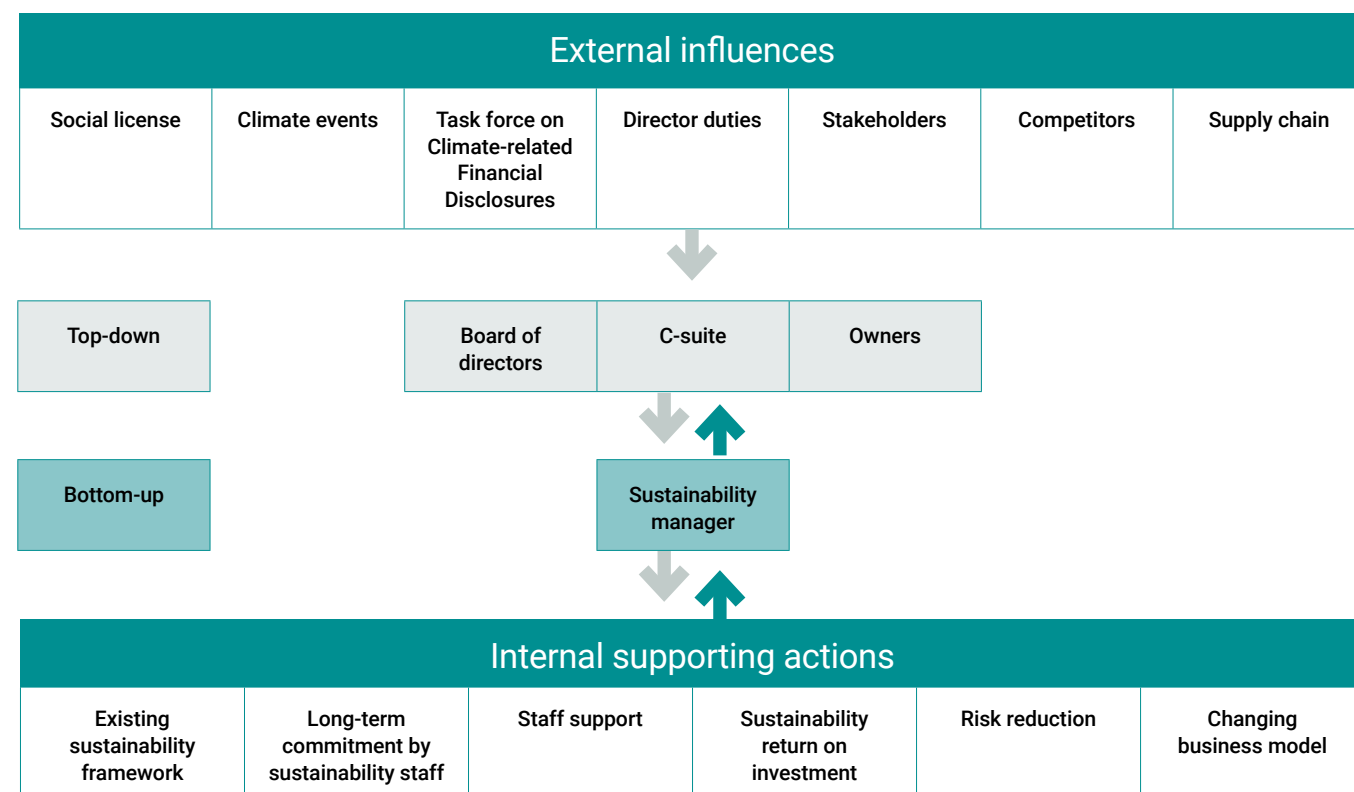 External influences
Social license
Climate events
Task force on
Climate-related
Financial
Disclosures
Director duties
Stakeholders
Competitors
Supply chain
Top-down
Board of
directors
C-suite
Owners
Bottom-up
Sustainability
manager
Internal supporting actions
Existing
sustainability
framework
Long-term
commitment by
sustainability staff
Staff support
Sustainability
return on
investment
Risk reduction
Changing
business model